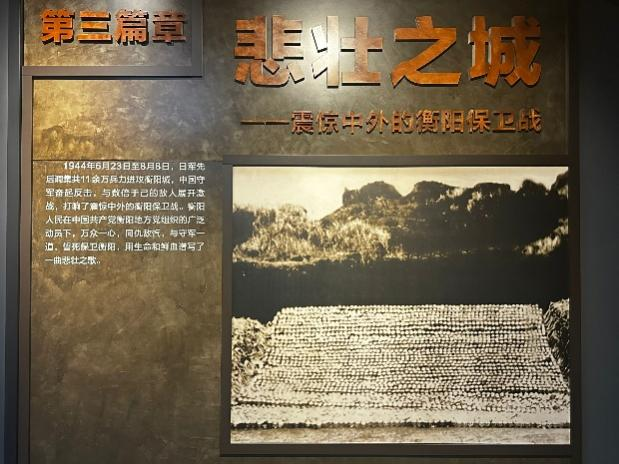 第三篇章
悲壮之城
——震惊中外的衡阳保卫战
1944年6月23日至8月8日，日军先
后调集共11余万兵力进攻衡阳城，中国守
军奋起反击，与数倍于己的敌人展开激
战，打响了震惊中外的衡阳保卫战。衡阳
人民在中国共产党衡阳地方党组织的广泛
动员下，万众一心，同仇敌忾，与守军一
道，誓死保卫衡阳，用生命和鲜血谱写了
一曲悲壮之歌。